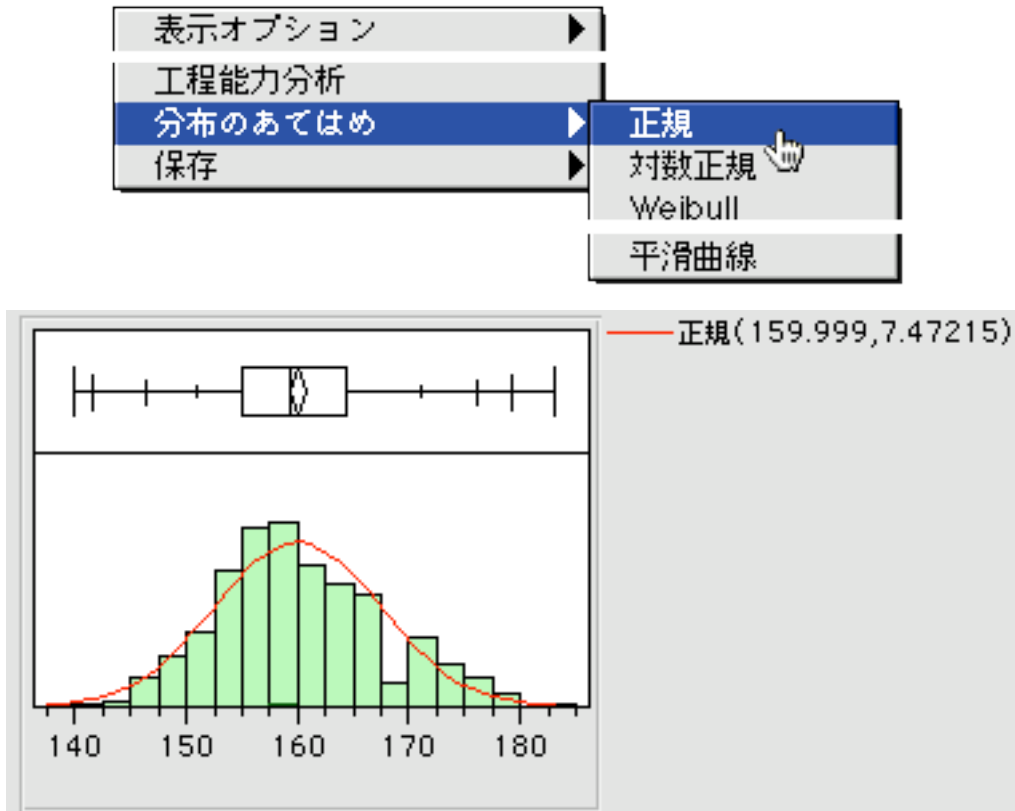 表示オプション
工程能力分析
分布のあてはめ
保存
正規
対数正規
Weibull
平滑曲線
正規(159.999,7.47215)
140 150 160 170 180